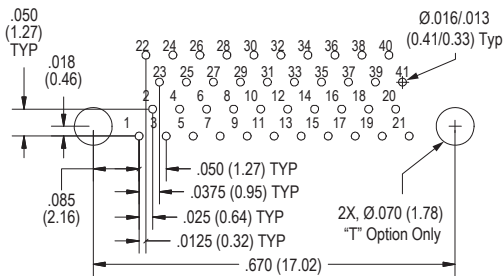 .050
(1.27)
TYP
.018
(0.46)
Ø.016/.013
(0.41/0.33) Typ
22 24 26 28 30 32 34 36 38 40
23 25 27 29 31 33 35 37 39 41
2 4 6 8 10 12 14 16 18 20
1 3 5 7 9 11 13 15 17 19 21
.050 (1.27) TYP
.0375 (0.95) TYP
.025 (0.64) TYP
.0125 (0.32) TYP
.085
(2.16)
2X, Ø.070 (1.78)
“T” Option Only
.670 (17.02)